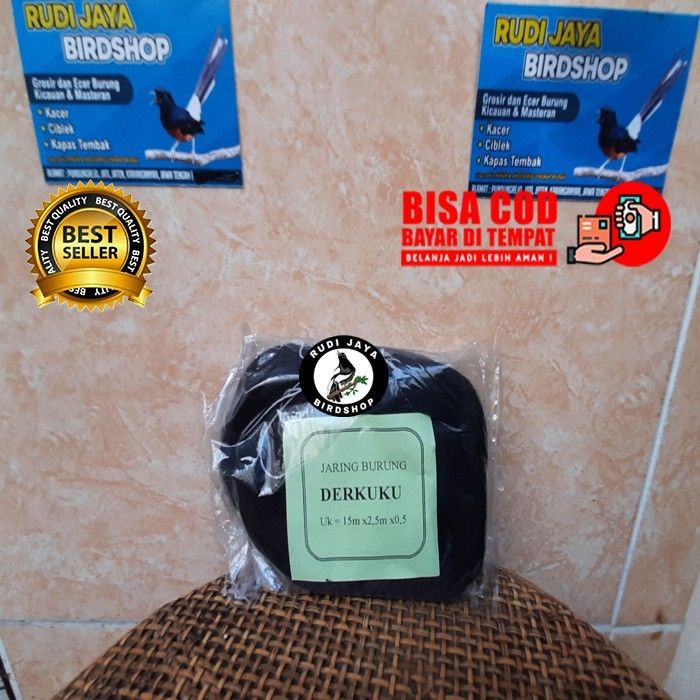 RUDI JAYA
BIRDSHOP
Grosir dan Ecer Burung
Kicauan & Masteran
• Kacer
• Ciblek
• Kapas Tembak
RUDI JAYA
BIRDSHOP
Grosir dan Ecer Burung
Kicauan & Masteran
• Kacer
• Ciblek
• Kapas Tembak
BEST QUALITY
BEST
SELLER
BISA COD
BAYAR DI TEMPAT
BELANJA JADI LEBIH AMAN !
RUDI JAYA
BIRDSHOP
JARING BURUNG
DERKUKU
Uk = 15m x2,5m x0,5